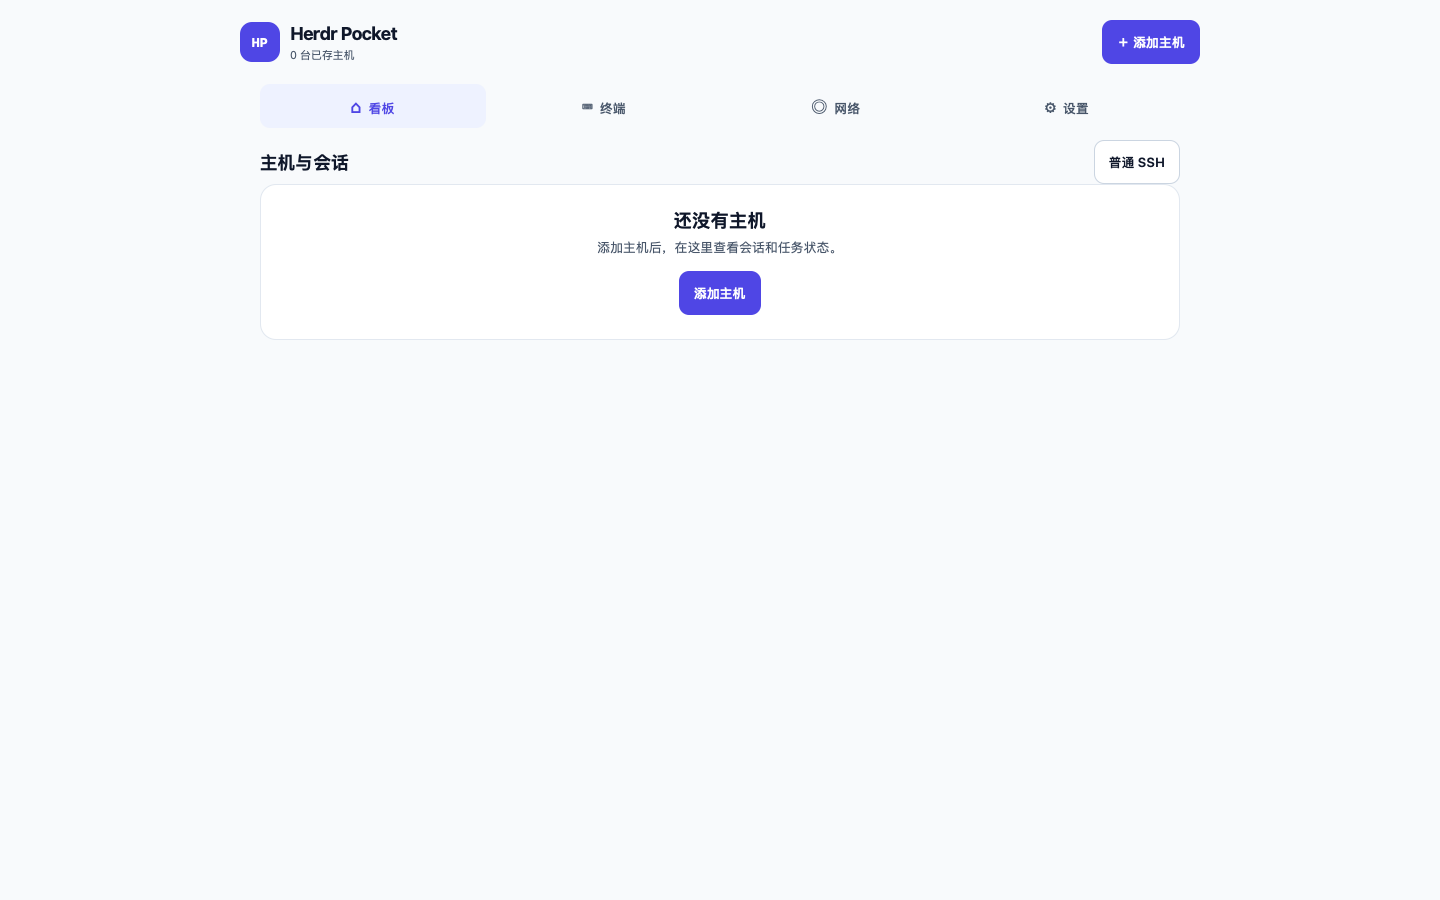 HP
Herdr Pocket
0 台已存主机
+ 添加主机
看板
终端
网络
设置
主机与会话
普通 SSH
还没有主机
添加主机后，在这里查看会话和任务状态。
添加主机